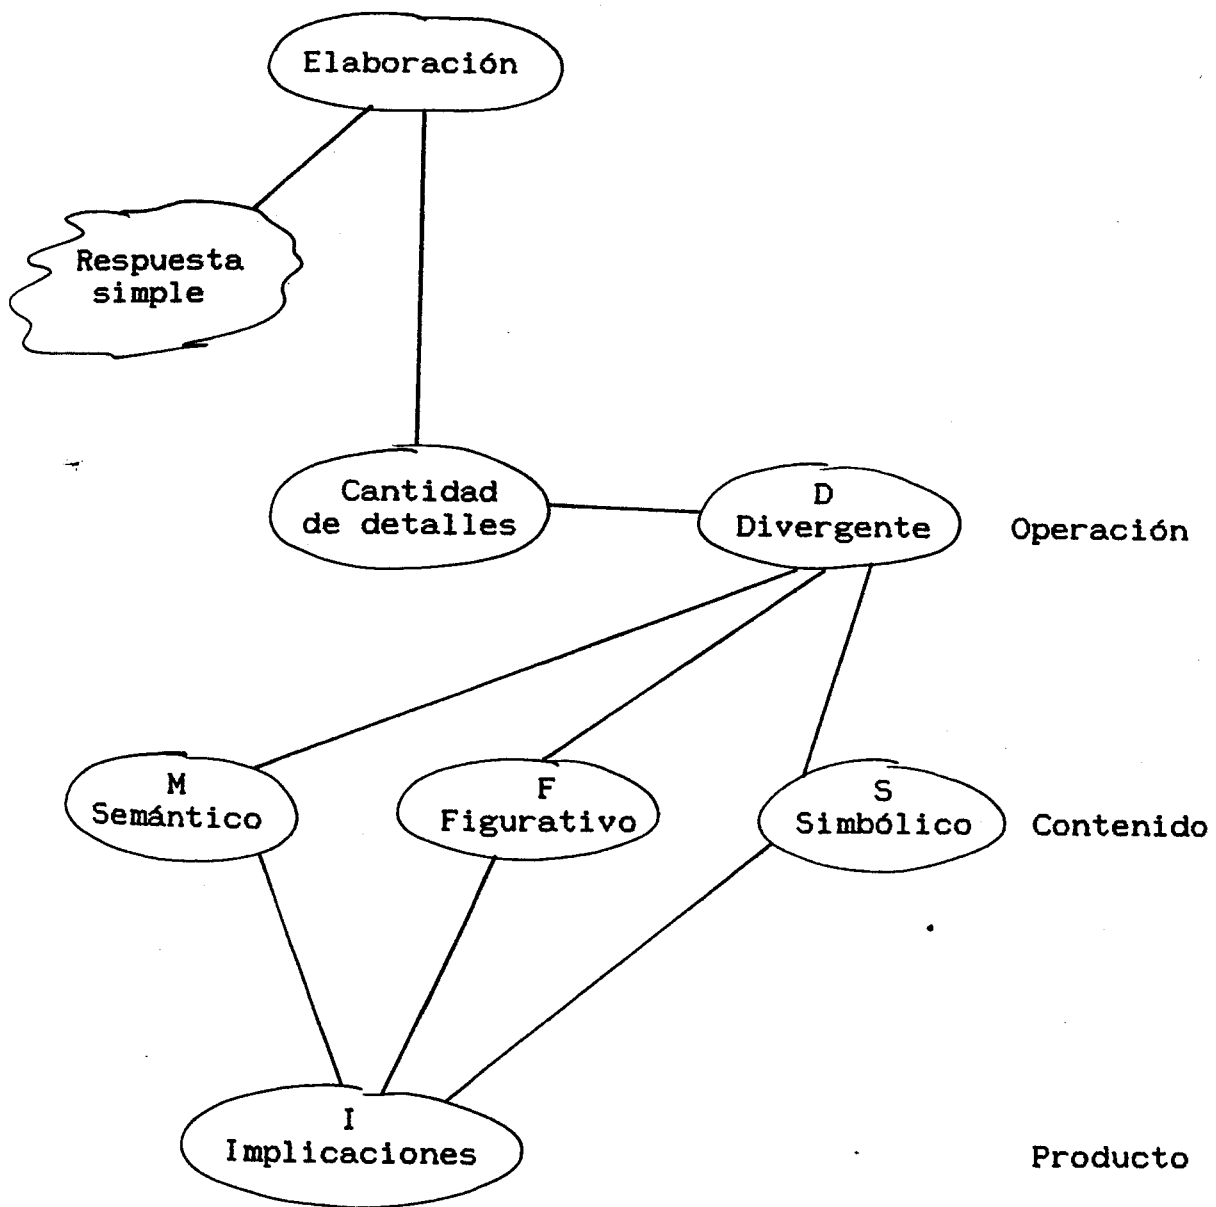 Elaboración
Respuesta
simple
Cantidad
de detalles
D
Divergente
Operación
M
Semántico
F
Figurativo
S
Simbólico
Contenido
I
Implicaciones
Producto